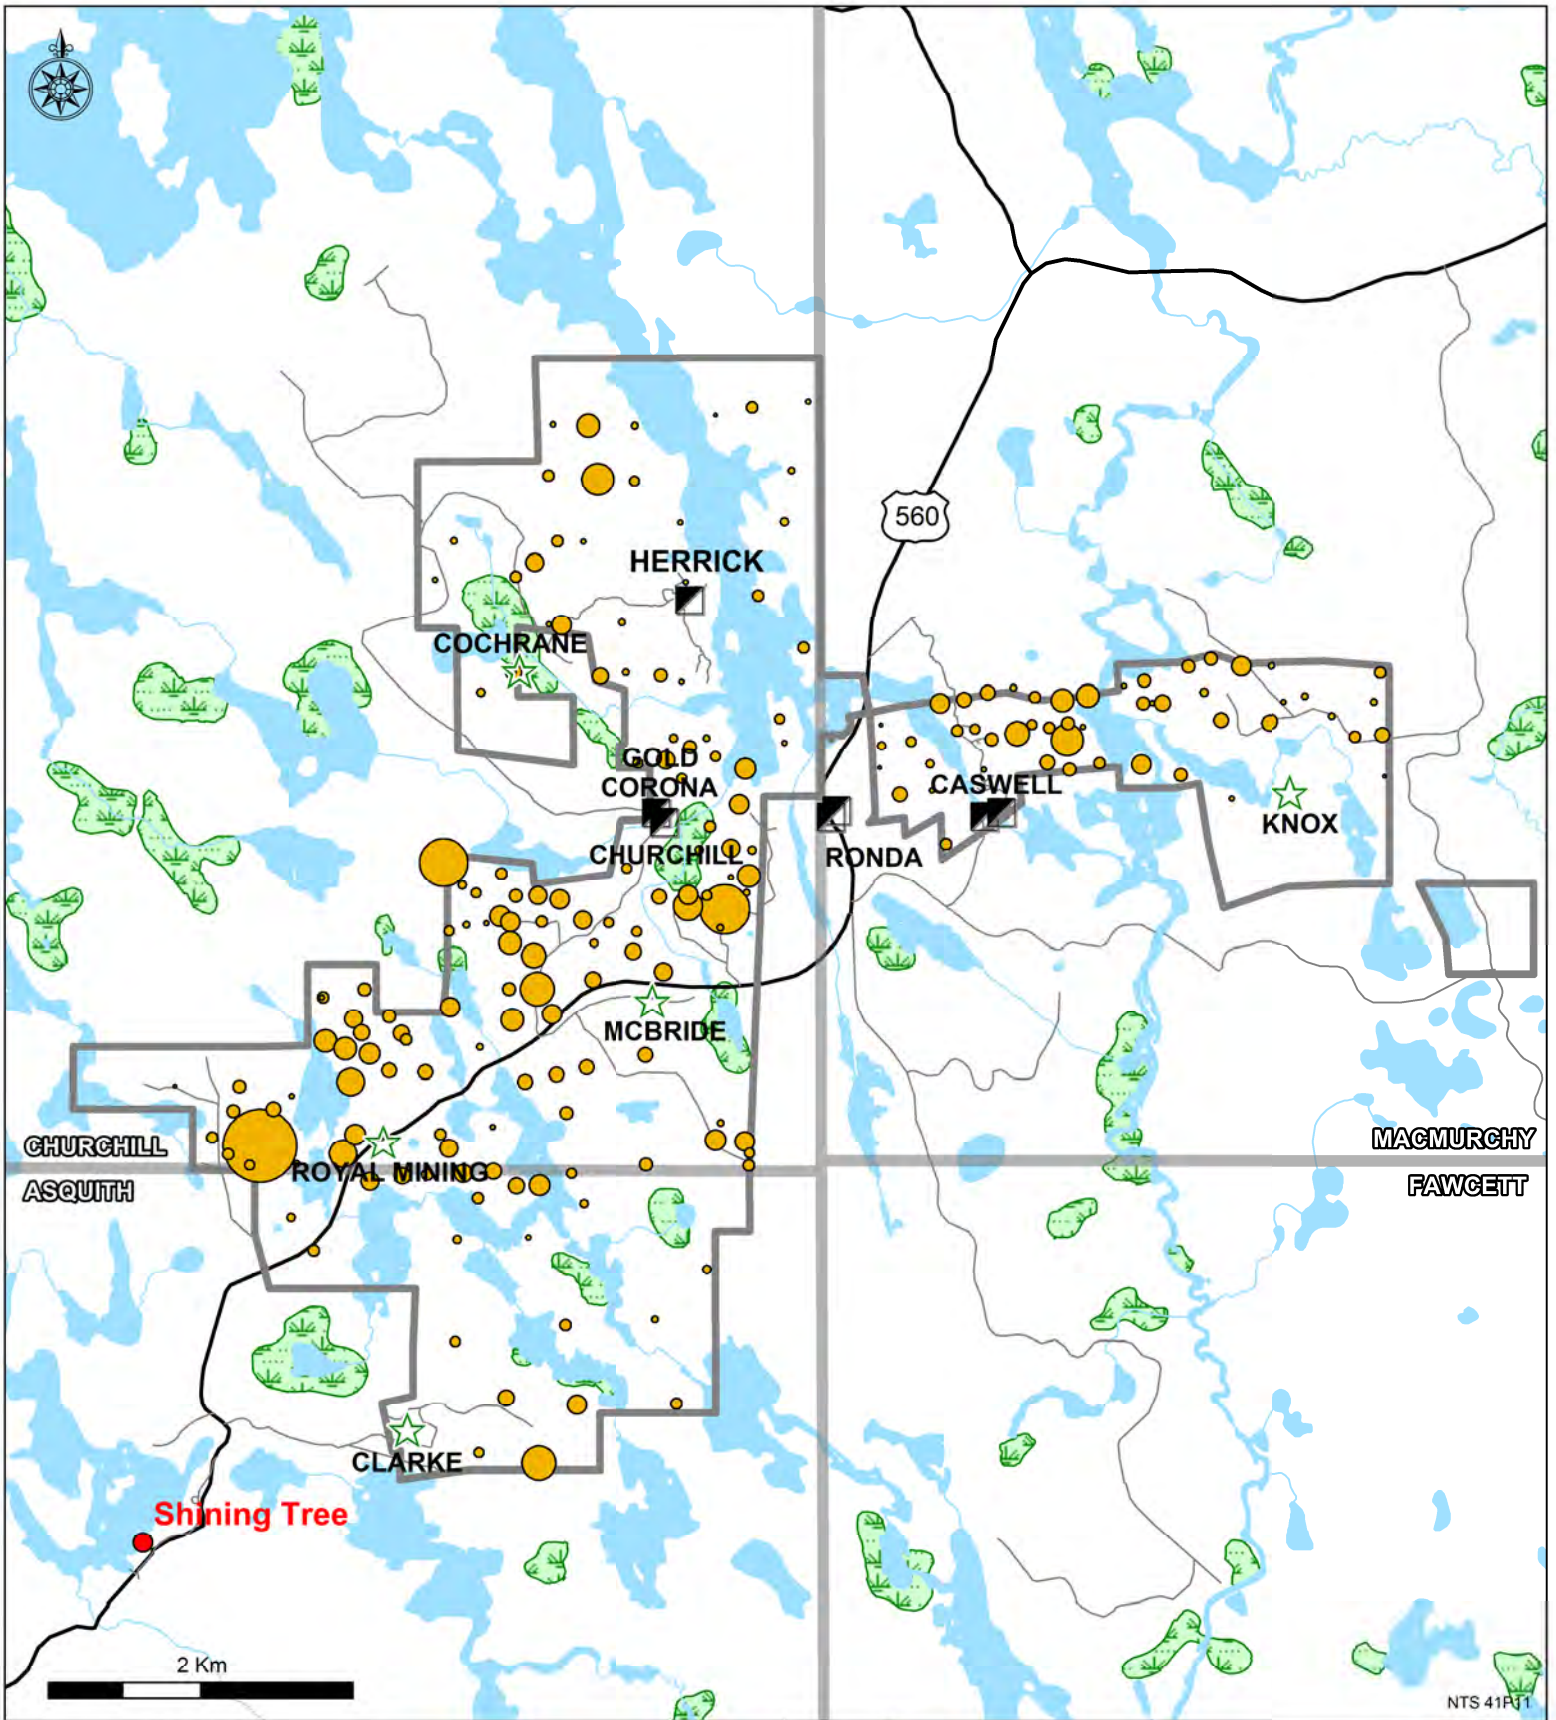 560
HERRICK
COCHRANE
GOLD
CORONA
CASWELL
KNOX
CHURCHILL
RONDA
MCBRIDE
CHURCHILL
MACMURCHY
ROYAL MINING
ASQUITH
FAWCETT
CLARKE
Shining Tree
2 Km
NTS 41P11